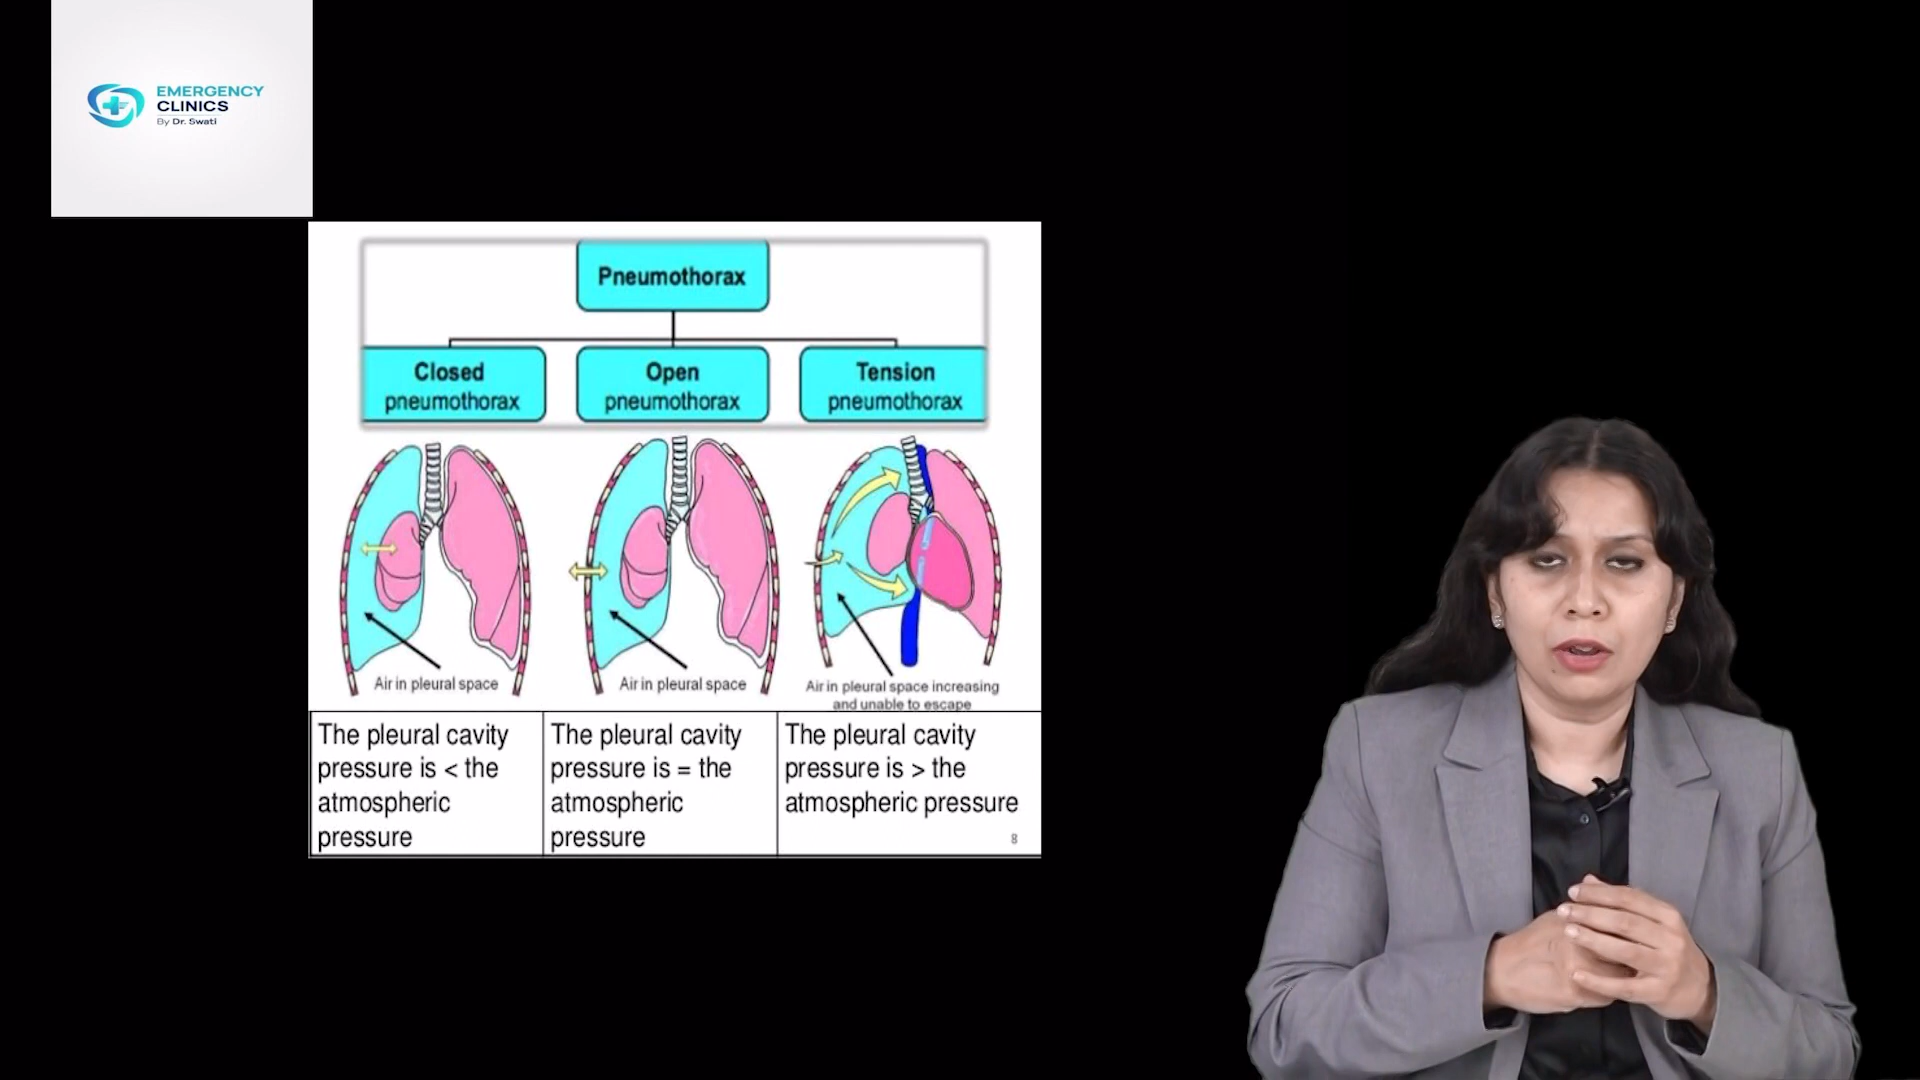 EMERGENCY
CLINICS
By Dr. Swati
Pneumothorax
Closed
pneumothorax
Open
pneumothorax
Tension
pneumothorax
Air in pleural space
Air in pleural space
Air in pleural space increasing
and unable to escape
The pleural cavity
pressure is < the
atmospheric
pressure
The pleural cavity
pressure is = the
atmospheric
pressure
The pleural cavity
pressure is > the
atmospheric pressure
8